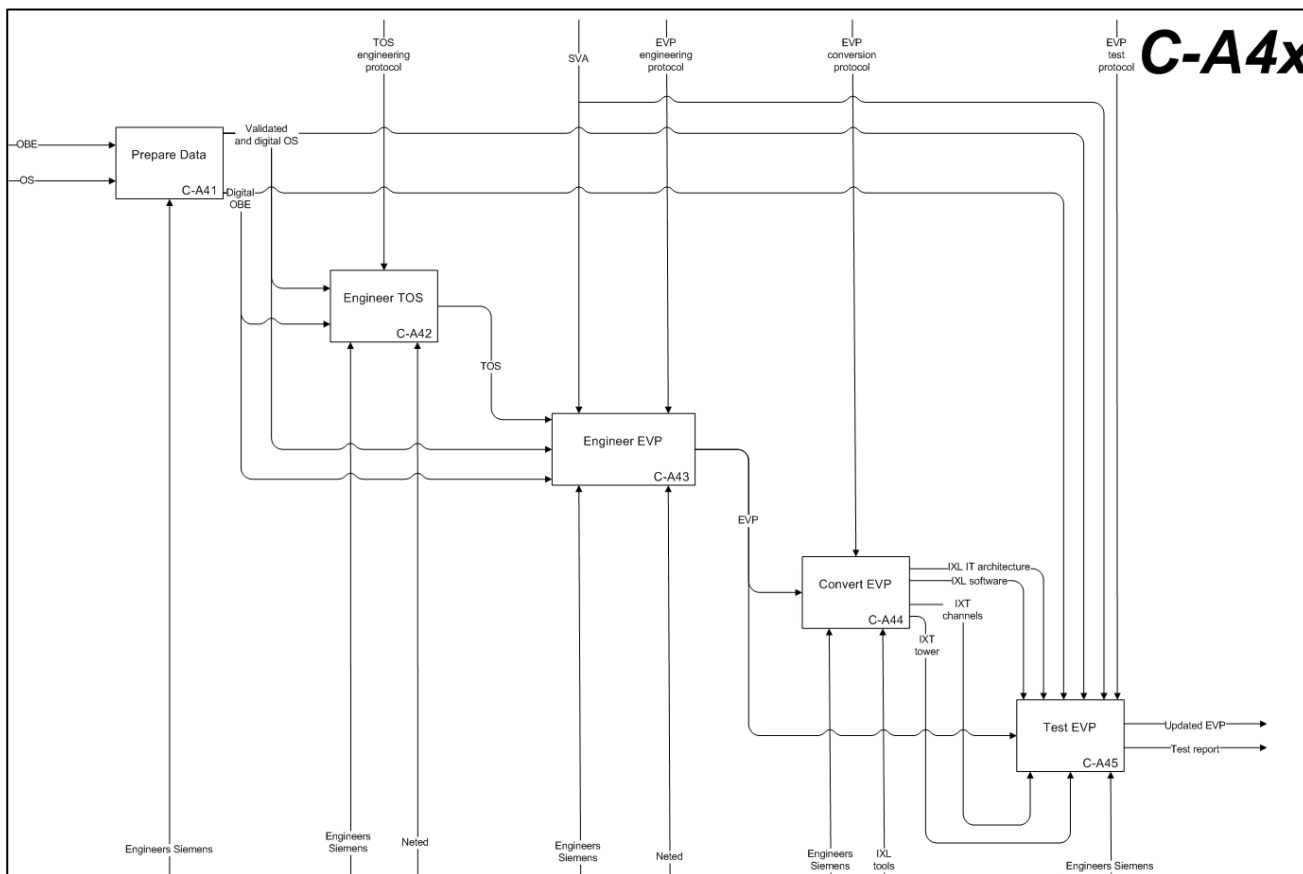 TOS
engineering
protocol
SVA
EVP
engineering
protocol
EVP
conversion
protocol
EVP
test
protocol
C-A4x
OBE
OS
Prepare Data
C-A41
Validated
and digital OS
Digital
OBE
Engineer TOS
C-A42
TOS
Engineer EVP
C-A43
EVP
Convert EVP
C-A44
IXL IT architecture
IXL software
IXT
channels
IXT
tower
Test EVP
C-A45
Updated EVP
Test report
Engineers Siemens
Engineers
Siemens
Neted
Engineers
Siemens
Neted
Engineers
Siemens
IXL
tools
Engineers Siemens